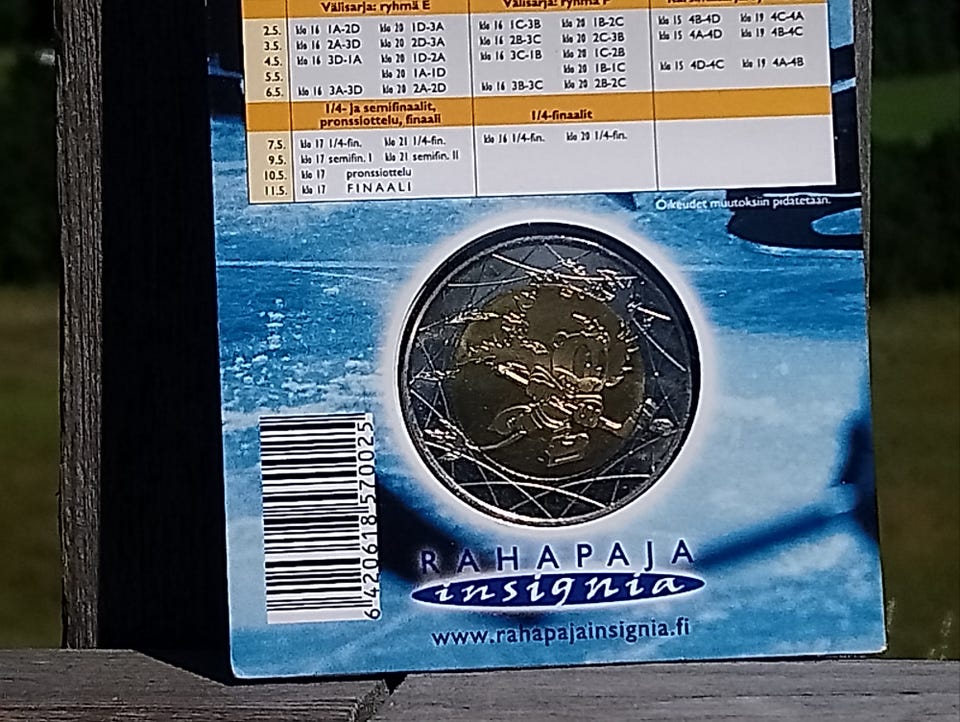 Välisarja: ryhmä E
Välisarja: ryhmä F
2.5. klo 16 1A-2D klo 20 1D-3A klo 16 1C-3B klo 20 1B-2C klo 15 4B-4D klo 19 4C-4A
3.5. klo 16 2A-3D klo 20 2D-3A klo 16 2B-3C klo 20 2C-3B klo 15 4A-4D klo 19 4B-4C
4.5. klo 16 3D-1A klo 20 1D-2A klo 16 3C-1B klo 20 1C-2B
5.5. klo 20 1A-1D klo 20 1B-1C klo 15 4D-4C klo 19 4A-4B
6.5. klo 16 3A-3D klo 20 2A-2D klo 16 3B-3C klo 20 2B-2C
1/4- ja semifinaalit,
pronssiottelu, finaali
1/4-finaalit
7.5. klo 17 1/4-fin. klo 21 1/4-fin. klo 16 1/4-fin. klo 20 1/4-fin.
9.5. klo 17 semifin. I klo 21 semifin. II
10.5. klo 17 pronssiottelu
11.5. klo 17 FINAALI
Oikeudet muutoksiin pidätetään.
6420618570025
RAHAPAJA
insignia
www.rahapajainsignia.fi